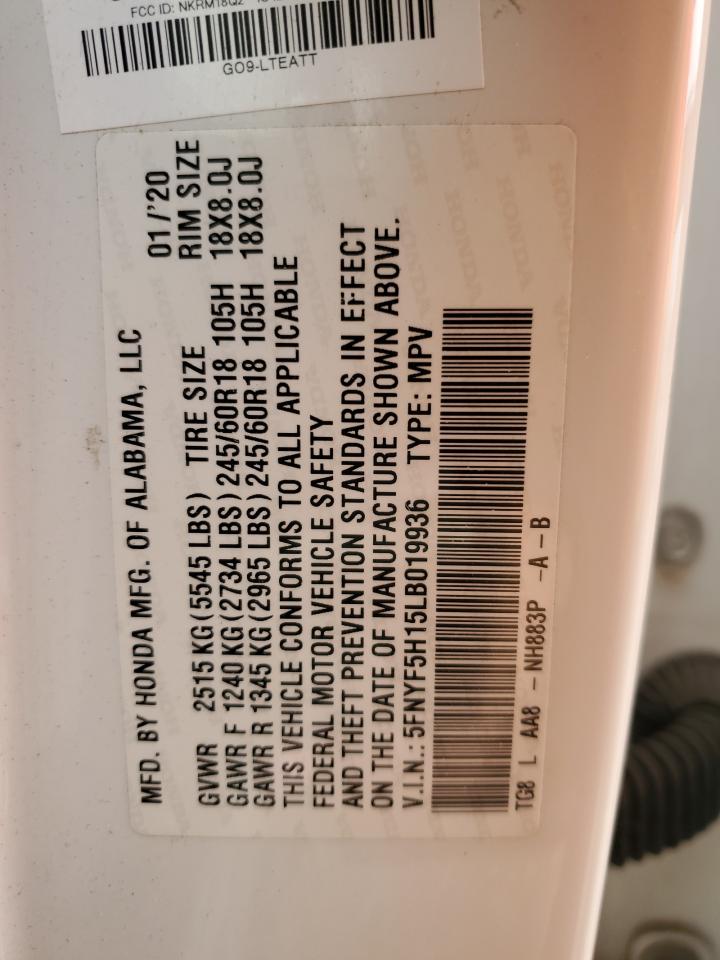 FCC ID: NKRM18Q2
GO9-LTEATT
MFD. BY HONDA MFG. OF ALABAMA, LLC 01/'20
GVWR 2515 KG (5545 LBS) TIRE SIZE RIM SIZE
GAWR F 1240 KG (2734 LBS) 245/60R18 105H 18X8.0J
GAWR R 1345 KG (2965 LBS) 245/60R18 105H 18X8.0J
THIS VEHICLE CONFORMS TO ALL APPLICABLE
FEDERAL MOTOR VEHICLE SAFETY
AND THEFT PREVENTION STANDARDS IN EFFECT
ON THE DATE OF MANUFACTURE SHOWN ABOVE.
V.I.N.: 5FNYF5H15LB019936 TYPE: MPV
TG8 L AA8 - NH883P -A-B